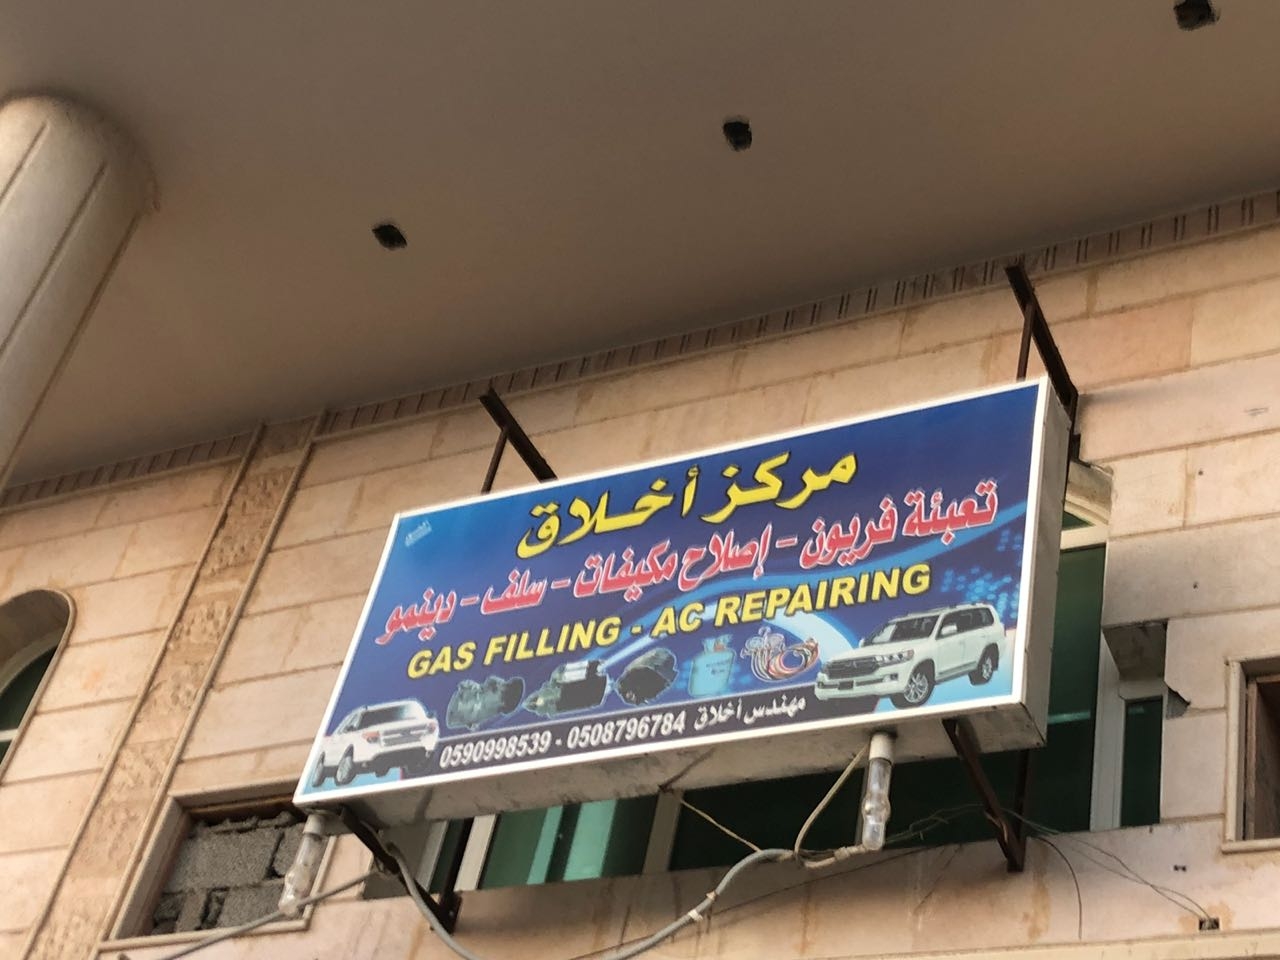 مركز أخلاق
تعبئة فريون - إصلاح مكيفات - سلف - دينمو
GAS FILLING - AC REPAIRING
0590998539 - 0508796784 مهندس أخلاق